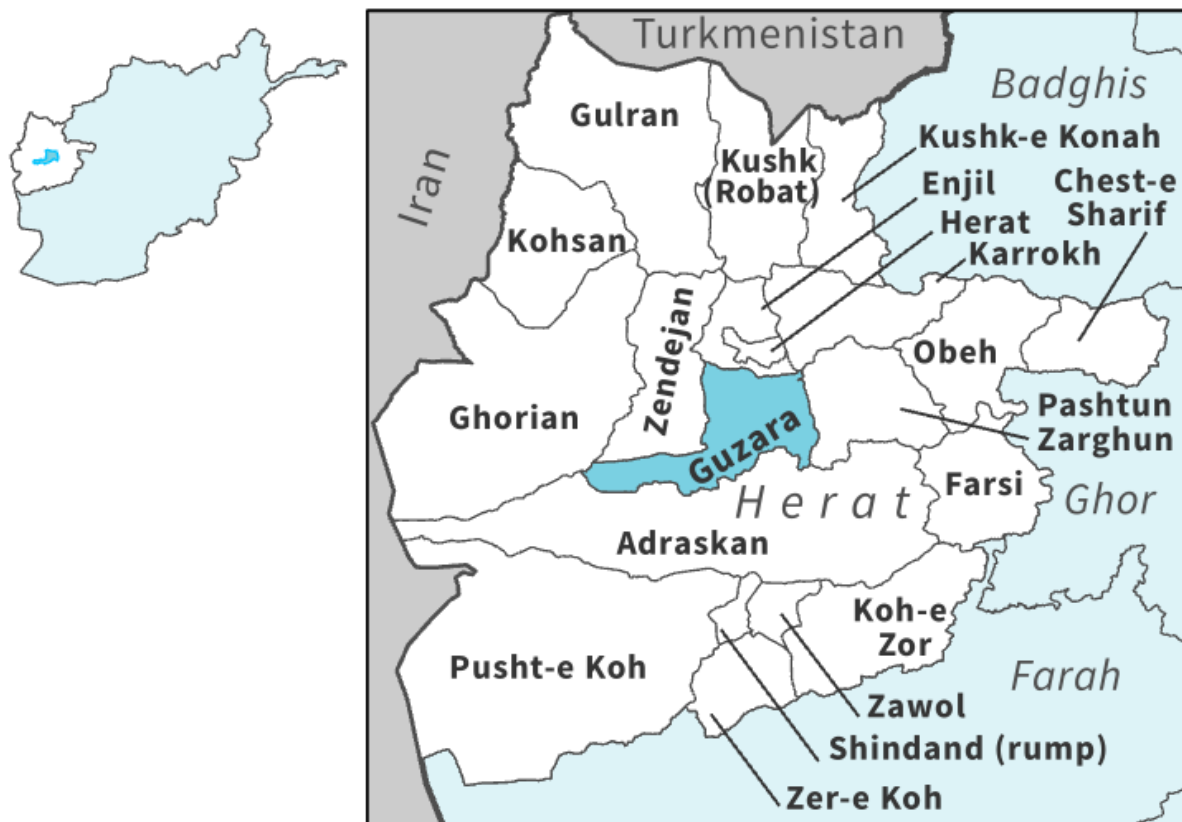 Turkmenistan
Badghis
Gulran
Kushk-e Konah
Iran
Kushk
(Robat)
Enjil
Chest-e
Sharif
Herat
Kohsan
Karrokh
Zendejan
Obeh
Ghorian
Pashtun
Zarghun
Guzara
Farsi
Herat
Ghor
Adraskan
Koh-e
Zor
Pusht-e Koh
Farah
Zawol
Shindand (rump)
Zer-e Koh